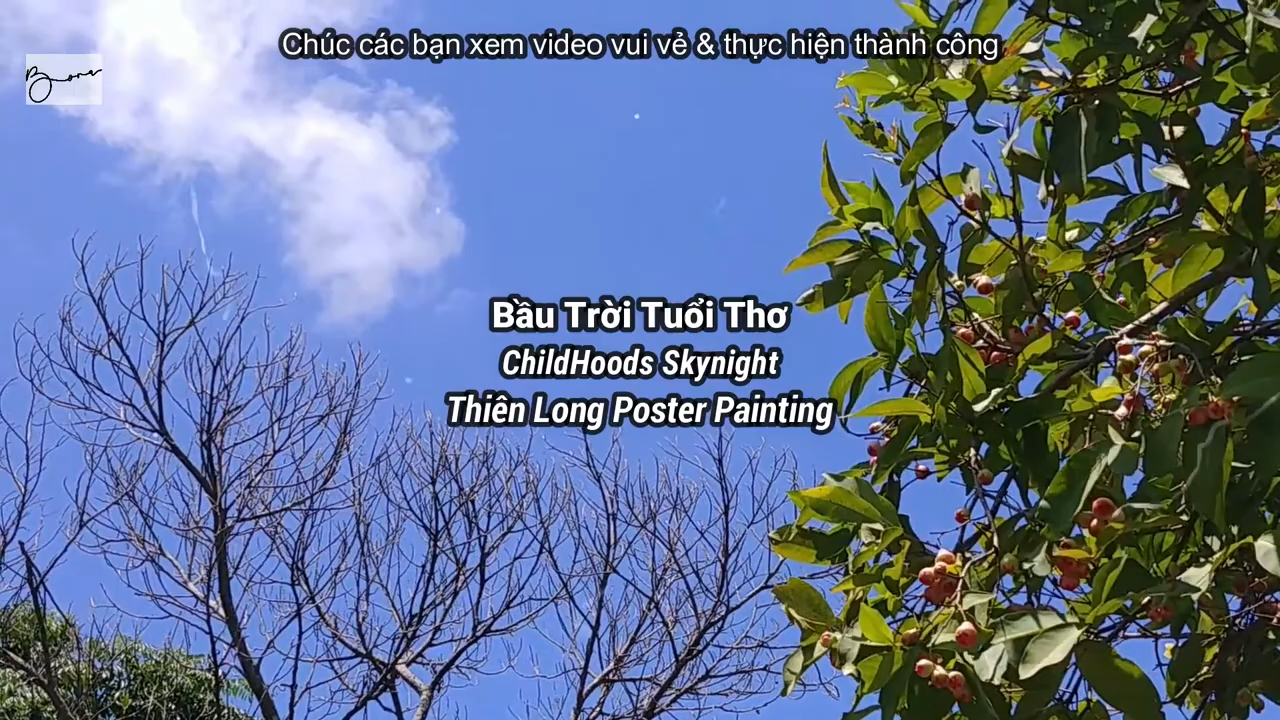 Chúc các bạn xem video vui vẻ & thực hiện thành công
Bona
Bầu Trời Tuổi Thơ
ChildHoods Skynight
Thiên Long Poster Painting